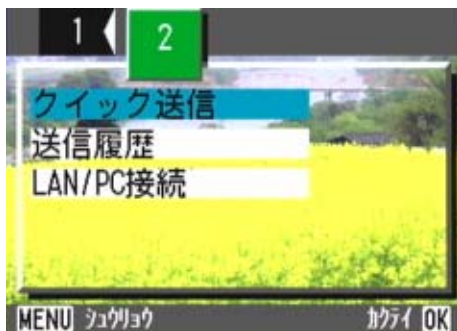 1 2
クイック送信
送信履歴
LAN/PC接続
MENU シュウリョウ カクテイ OK